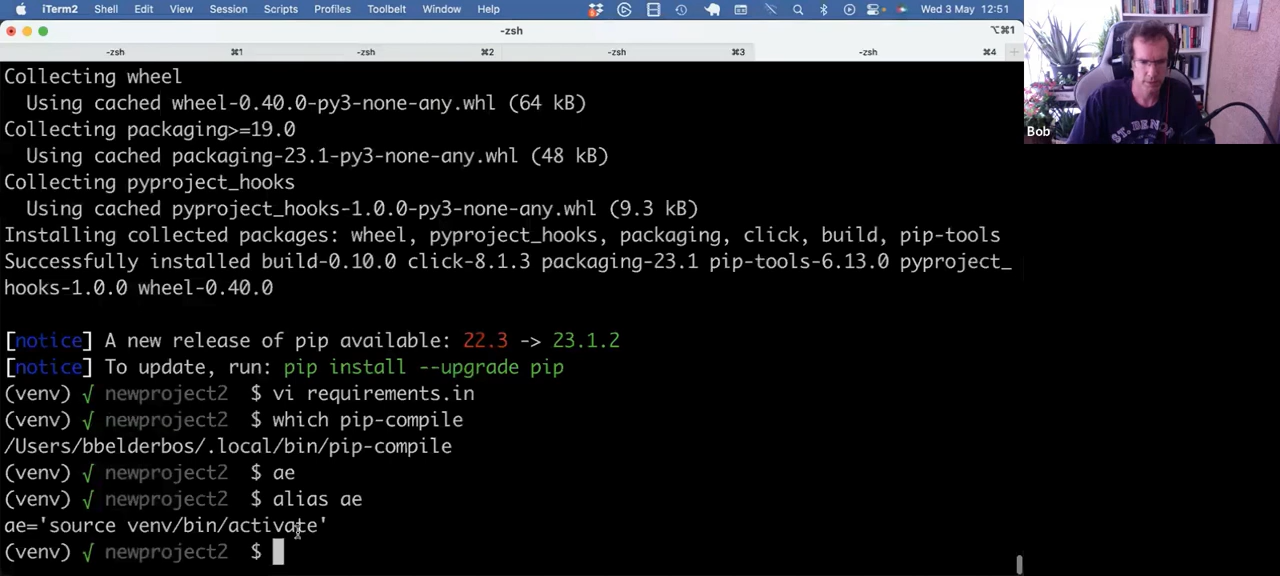 iTerm2 Shell Edit View Session Scripts Profiles Toolbelt Window Help Wed 3 May 12:51
-zsh ⌥⌘1
-zsh ⌘1 -zsh ⌘2 -zsh ⌘3 -zsh ⌘4
Collecting wheel
Using cached wheel-0.40.0-py3-none-any.whl (64 kB)
Collecting packaging>=19.0
Using cached packaging-23.1-py3-none-any.whl (48 kB)
Collecting pyproject_hooks
Using cached pyproject_hooks-1.0.0-py3-none-any.whl (9.3 kB)
Installing collected packages: wheel, pyproject_hooks, packaging, click, build, pip-tools
Successfully installed build-0.10.0 click-8.1.3 packaging-23.1 pip-tools-6.13.0 pyproject_
hooks-1.0.0 wheel-0.40.0
[notice] A new release of pip available: 22.3 -> 23.1.2
[notice] To update, run: pip install --upgrade pip
(venv) √ newproject2 $ vi requirements.in
(venv) √ newproject2 $ which pip-compile
/Users/bbelderbos/.local/bin/pip-compile
(venv) √ newproject2 $ ae
(venv) √ newproject2 $ alias ae
ae='source venv/bin/activate'
(venv) √ newproject2 $
Bob